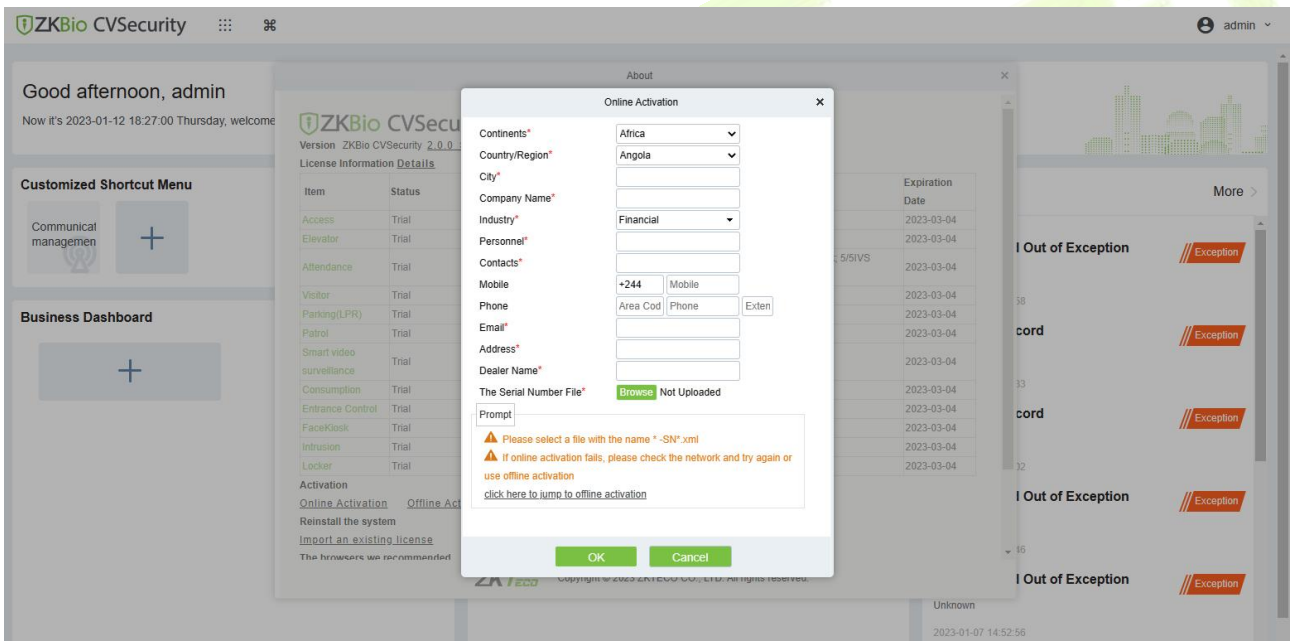 ZKBio CVSecurity
admin
Good afternoon, admin
Now it's 2023-01-12 18:27:00 Thursday, welcome
Customized Shortcut Menu
Communicat
managemen
Business Dashboard
About
ZKBio CVSecu
Version ZKBio CVSecurity 2.0.0
License Information Details
Item Status Expiration Date
Access Trial 2023-03-04
Elevator Trial 2023-03-04
Attendance Trial ; 5/5IVS 2023-03-04
Visitor Trial 2023-03-04
Parking(LPR) Trial 2023-03-04
Patrol Trial 2023-03-04
Smart video
surveillance Trial 2023-03-04
Consumption Trial 2023-03-04
Entrance Control Trial 2023-03-04
FaceKiosk Trial 2023-03-04
Intrusion Trial 2023-03-04
Locker Trial 2023-03-04
Activation
Online Activation Offline Act
Reinstall the system
Import an existing license
The browsers we recommended
ZKTECO Copyright © 2023 ZKTECO CO., LTD. All rights reserved.
Online Activation
Continents* Africa
Country/Region* Angola
City*
Company Name*
Industry* Financial
Personnel*
Contacts*
Mobile +244 Mobile
Phone Area Cod Phone Exten
Email*
Address*
Dealer Name*
The Serial Number File* Browse Not Uploaded
Prompt
Please select a file with the name * -SN*.xml
If online activation fails, please check the network and try again or
use offline activation
click here to jump to offline activation
OK Cancel
More
l Out of Exception Exception
58
cord Exception
33
cord Exception
02
l Out of Exception Exception
46
l Out of Exception Exception
Unknown
2023-01-07 14:52:56